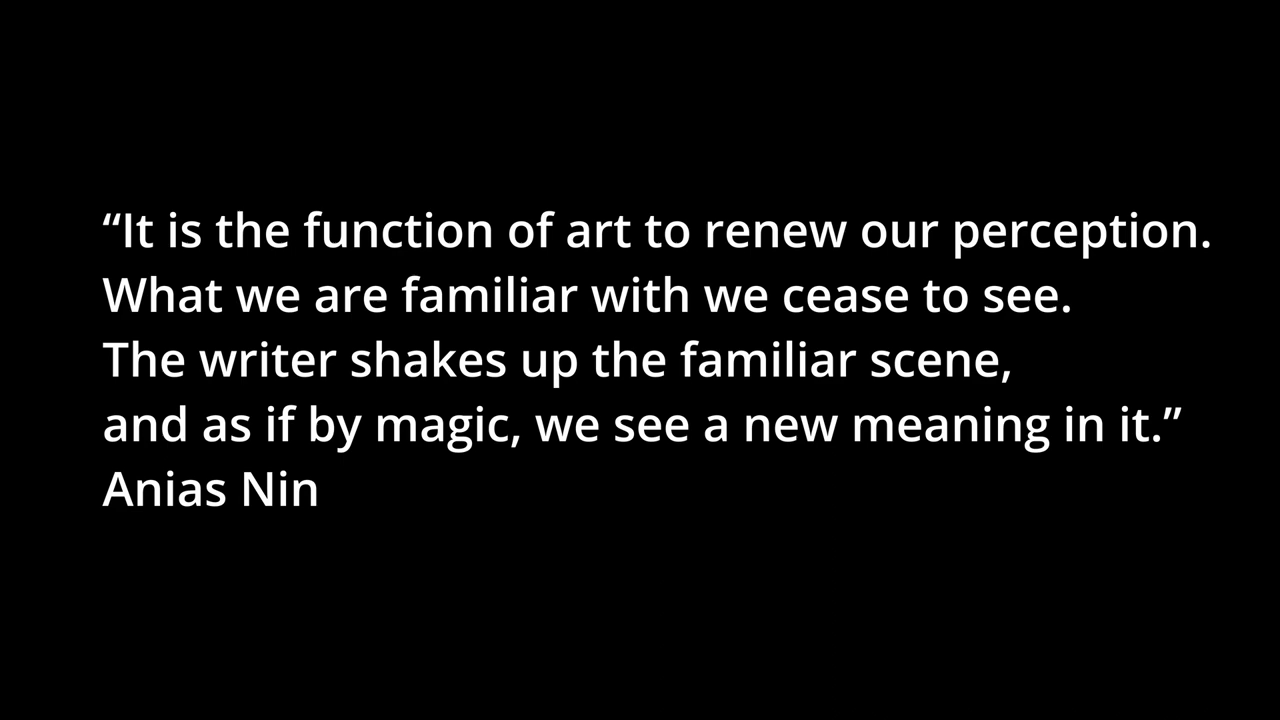 “It is the function of art to renew our perception.
What we are familiar with we cease to see.
The writer shakes up the familiar scene,
and as if by magic, we see a new meaning in it.”
Anias Nin